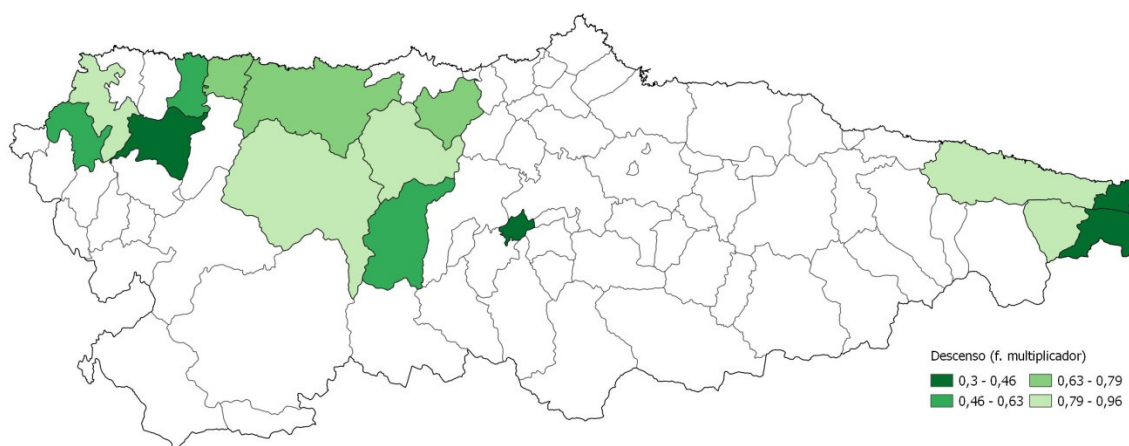 Descenso (f. multiplicador)
0,3 - 0,46 0,63 - 0,79
0,46 - 0,63 0,79 - 0,96